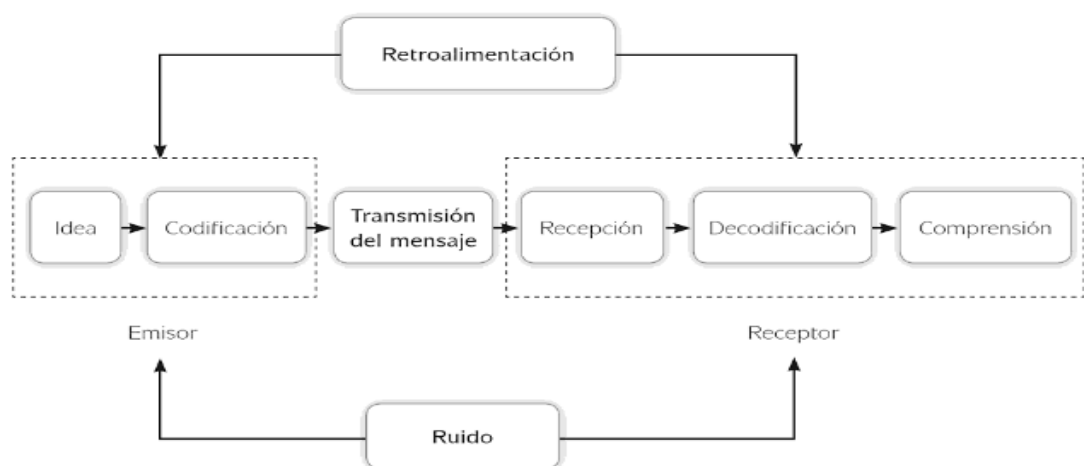 Retroalimentación
Idea
Codificación
Transmisión
del mensaje
Recepción
Decodificación
Comprensión
Emisor
Receptor
Ruido